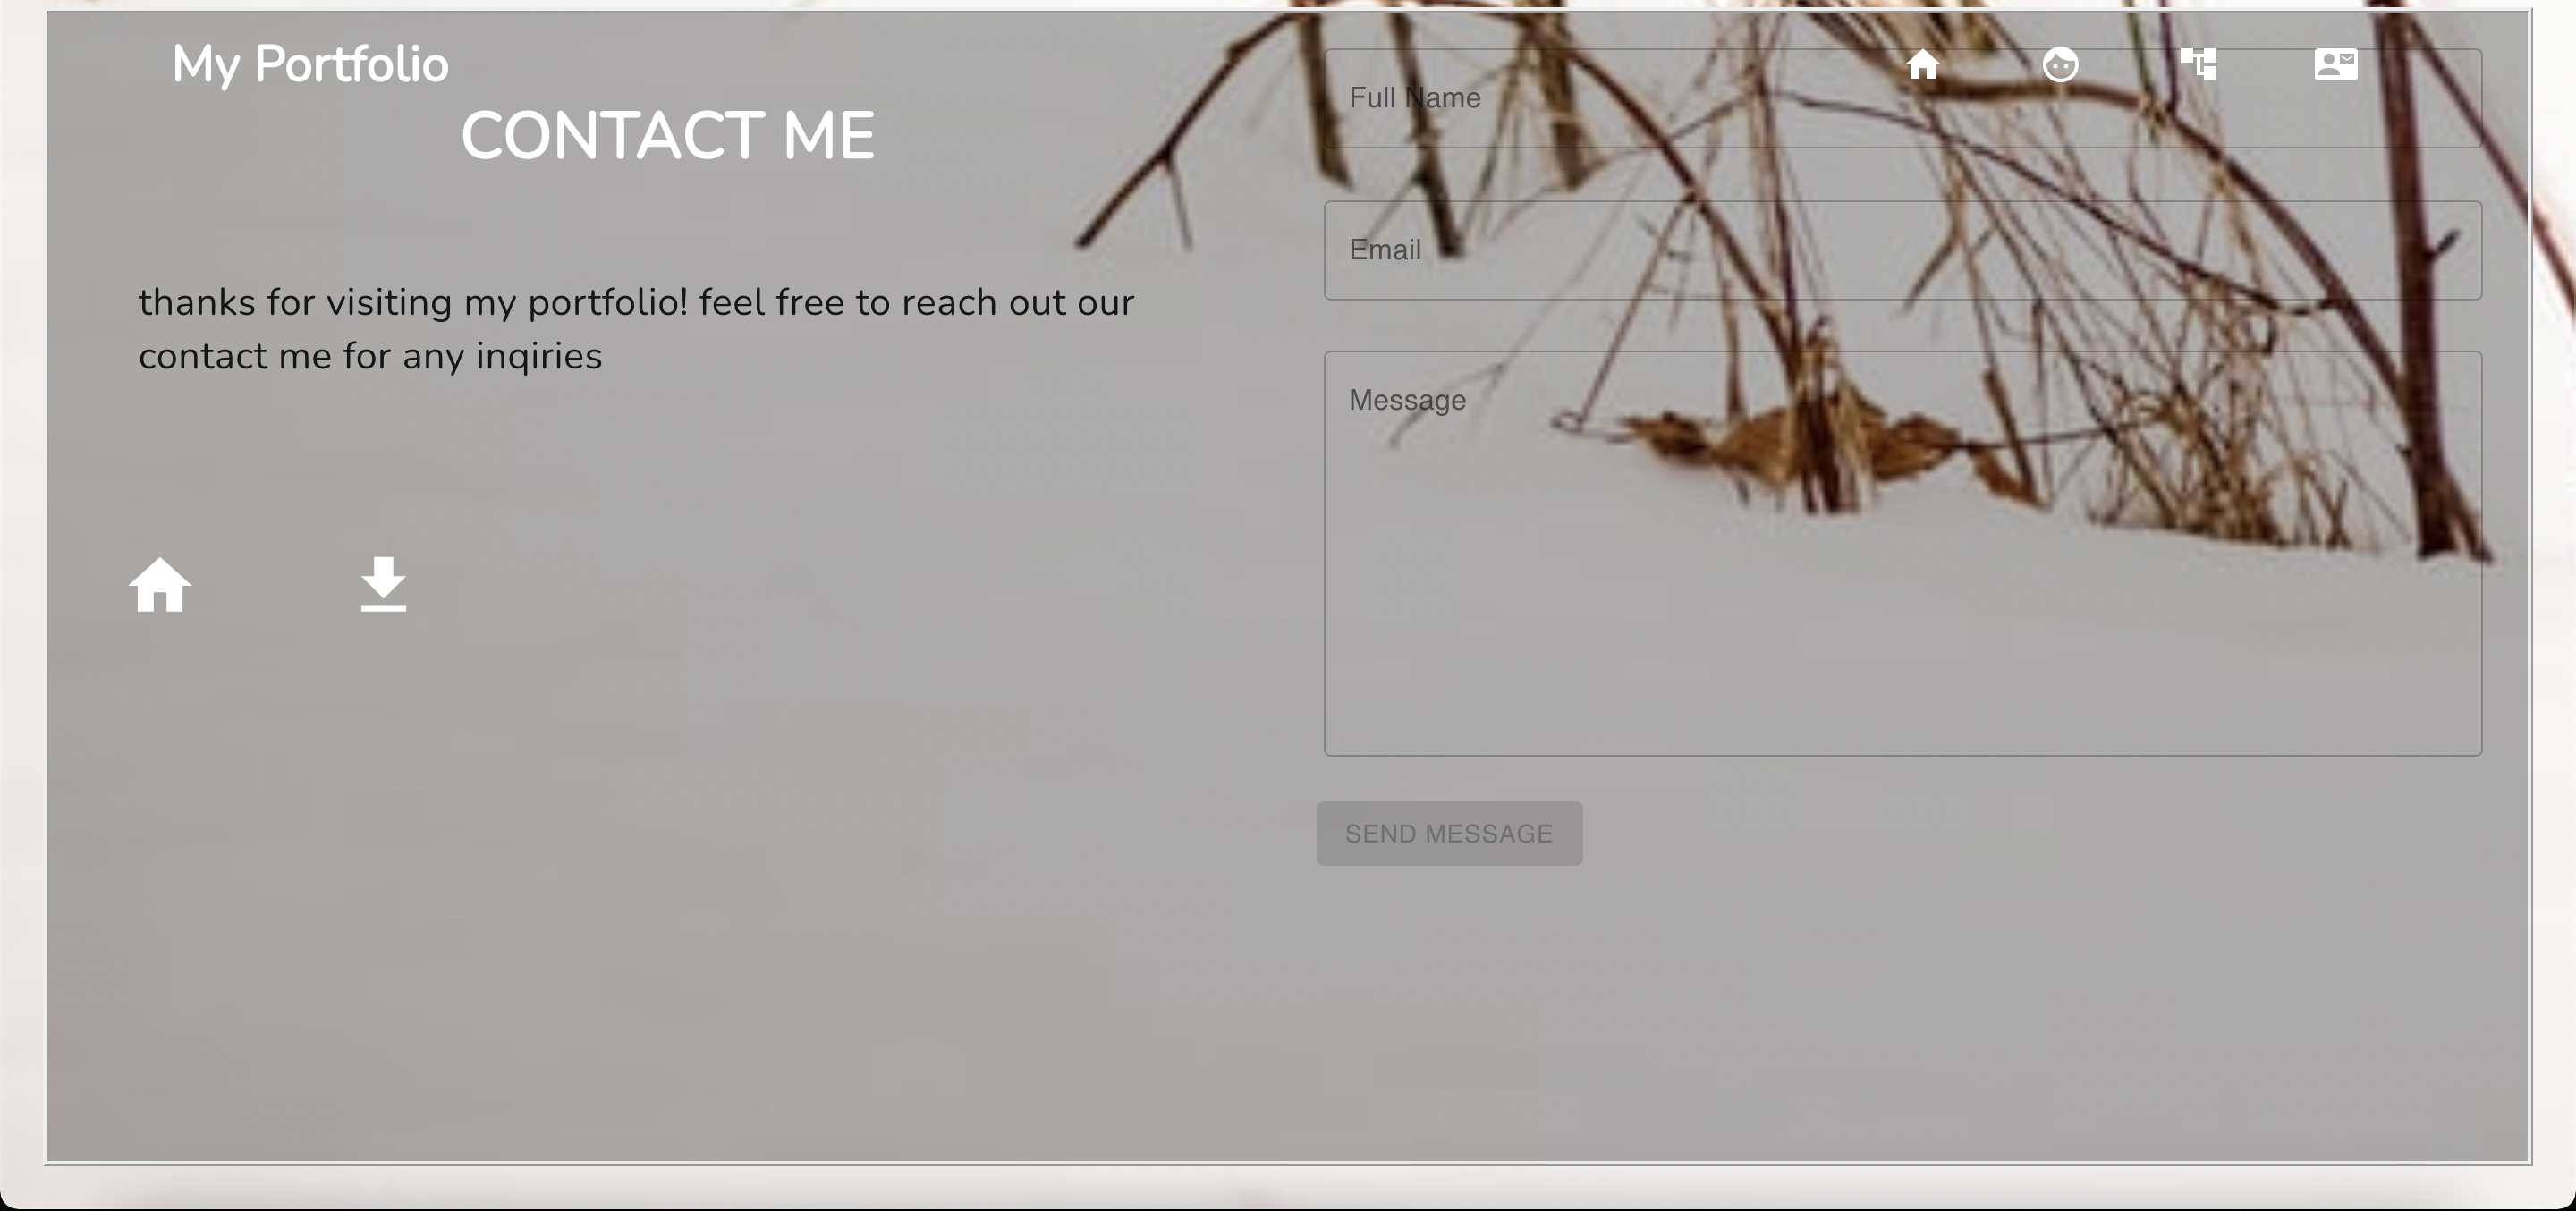 My Portfolio
CONTACT ME
thanks for visiting my portfolio! feel free to reach out our
contact me for any inqiries
Full Name
Email
Message
SEND MESSAGE